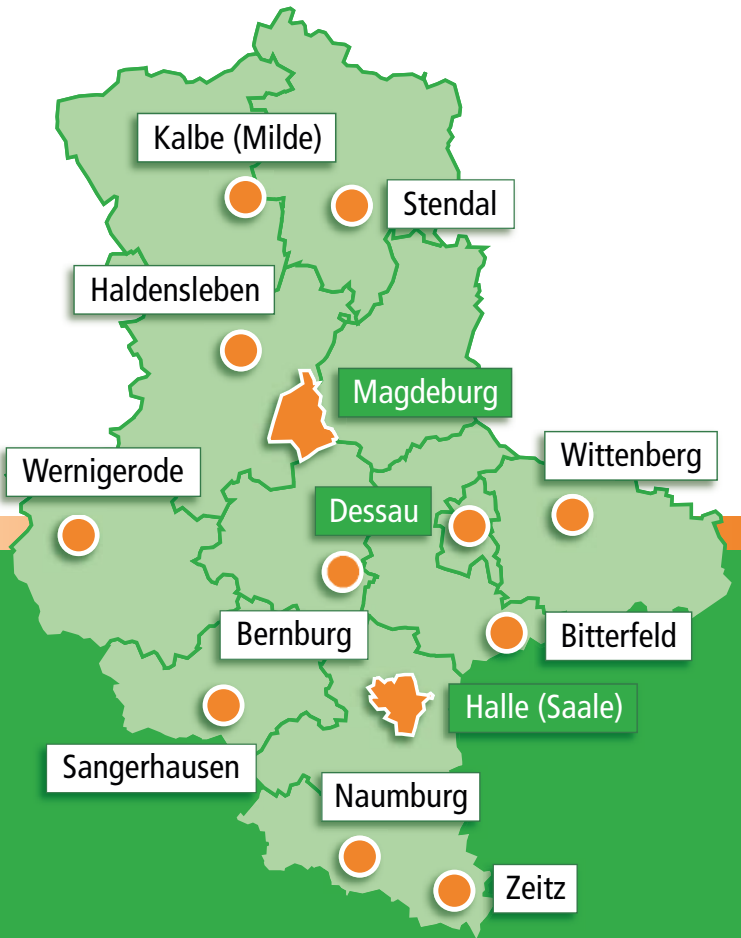 Kalbe (Milde)
Stendal
Haldensleben
Magdeburg
Wittenberg
Wernigerode
Dessau
Bernburg
Bitterfeld
Halle (Saale)
Sangerhausen
Naumburg
Zeitz